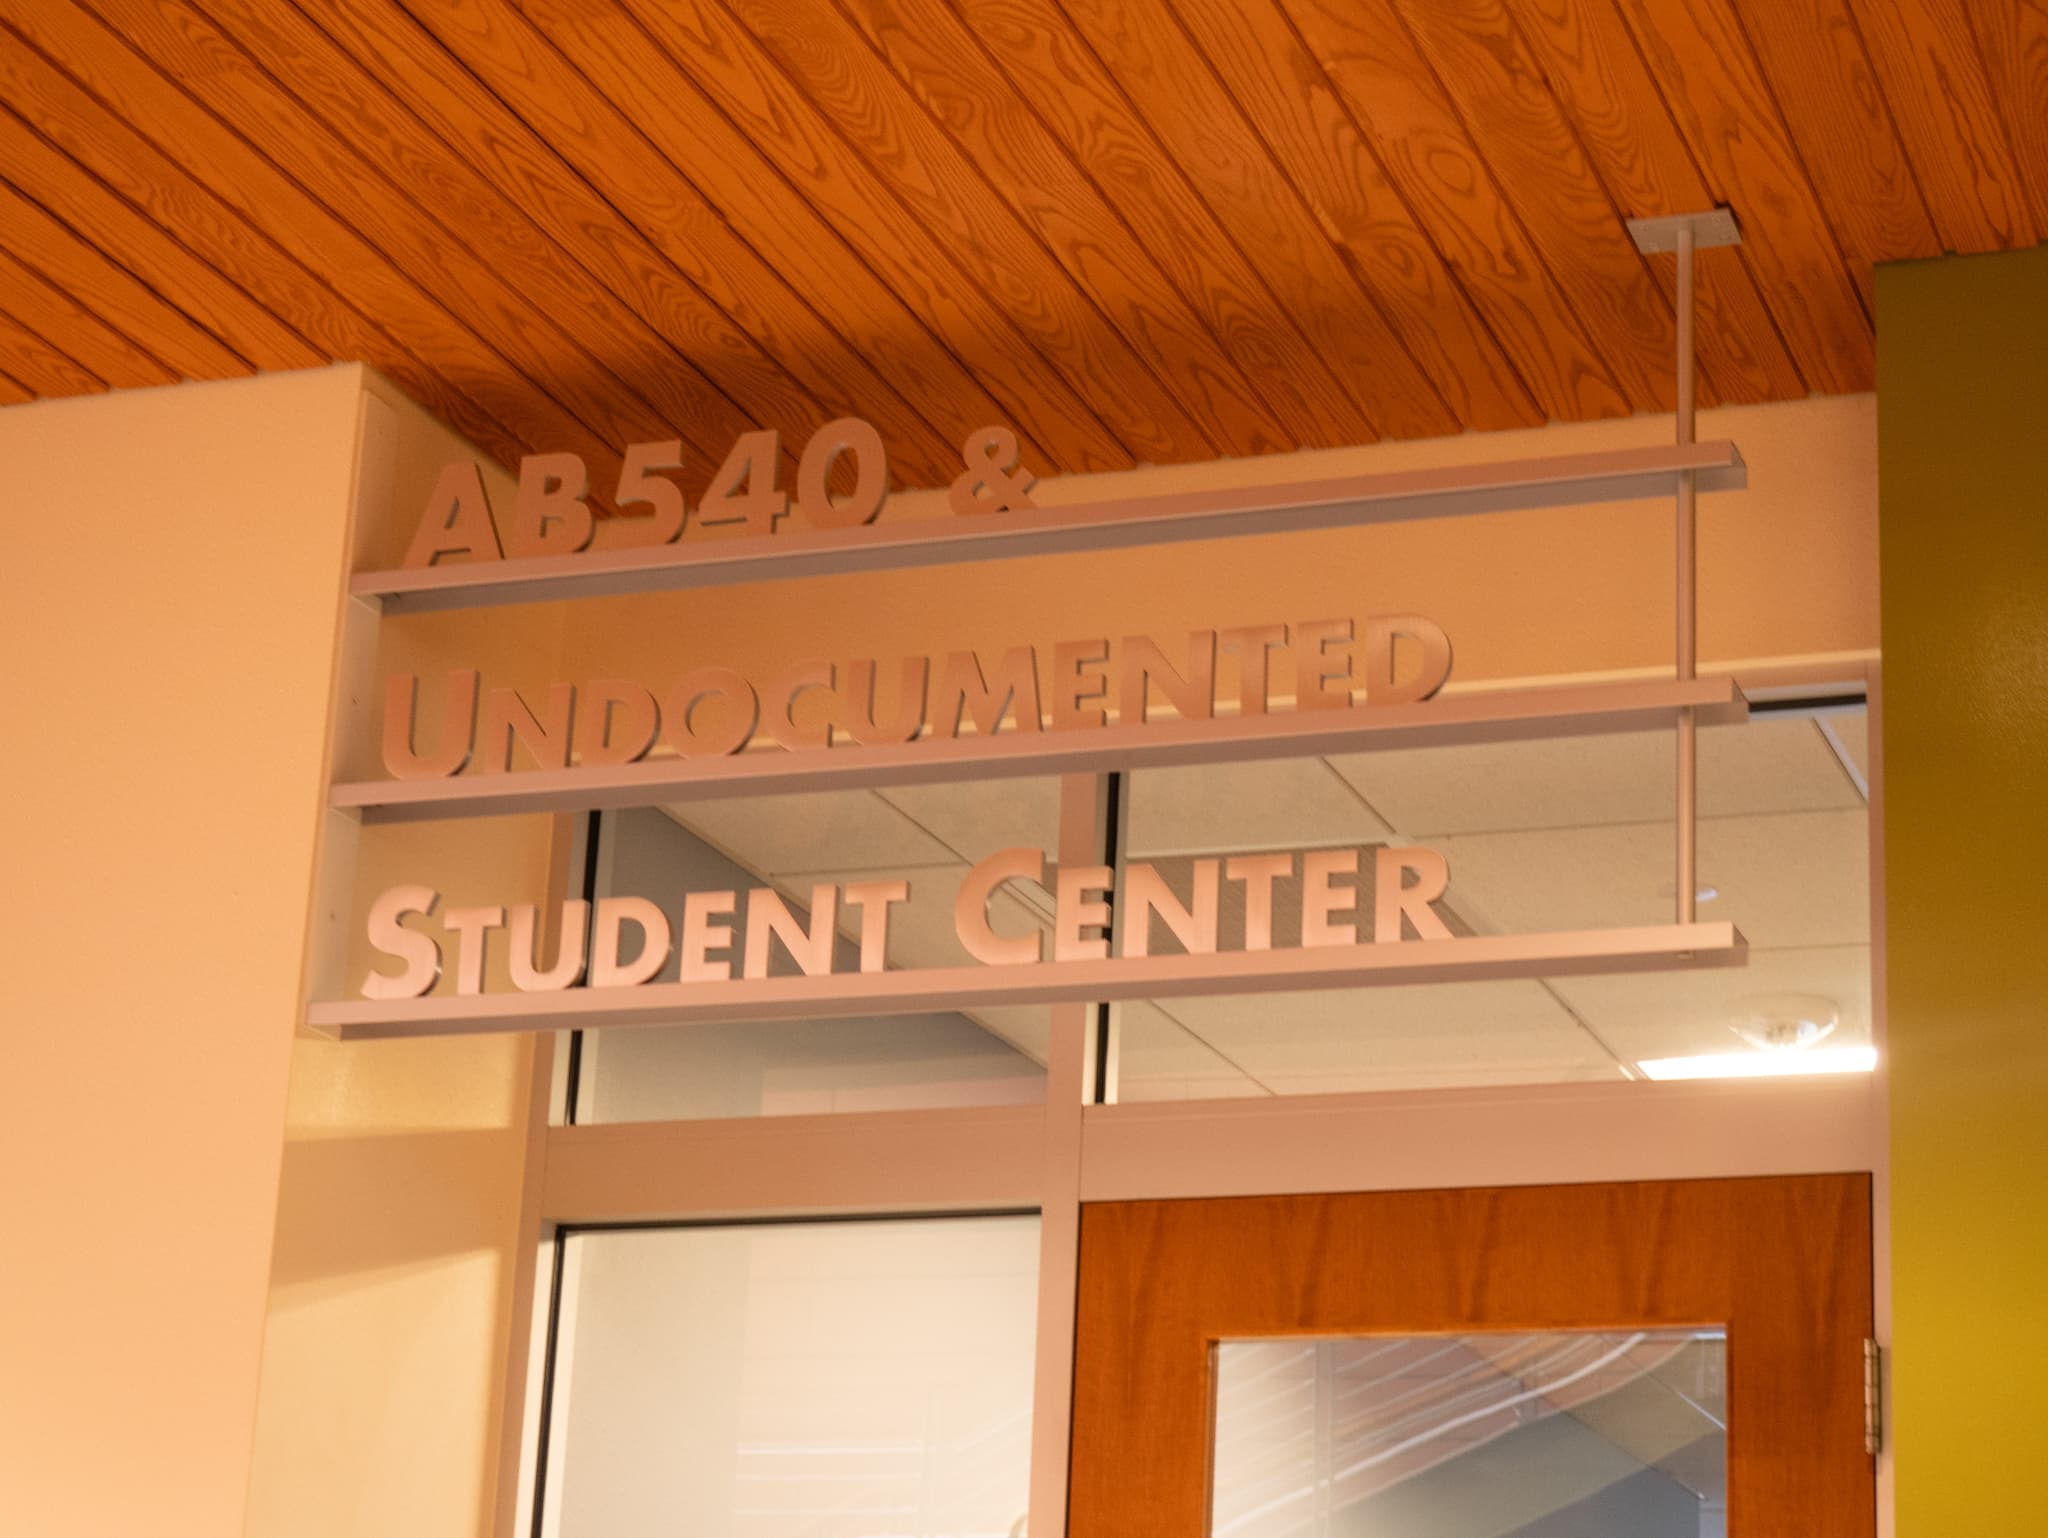 AB540 &
UNDOCUMENTED
STUDENT CENTER